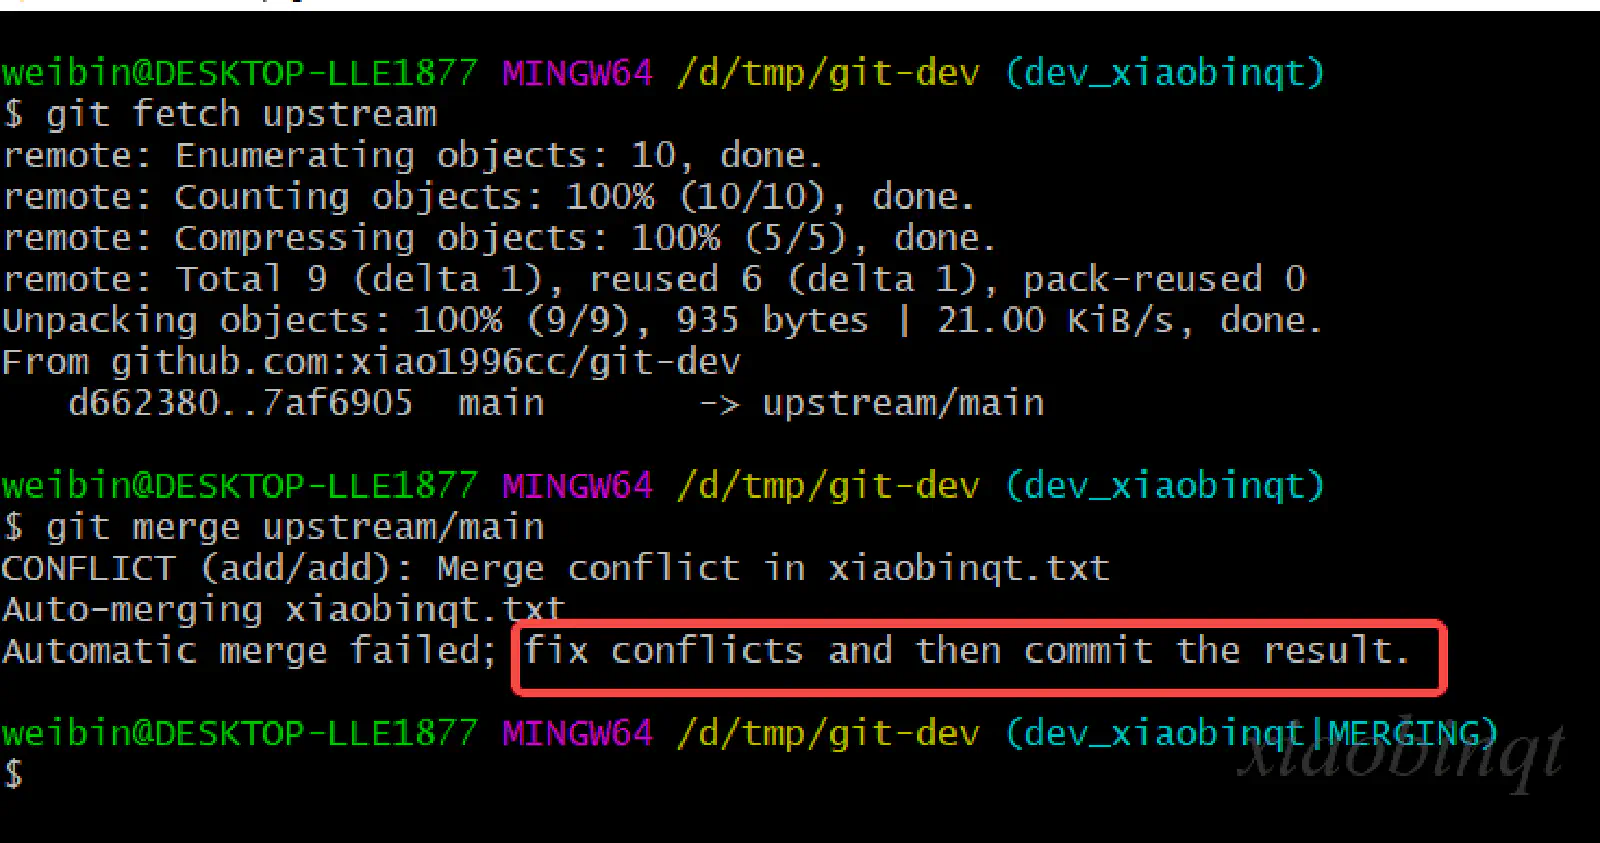 weibin@DESKTOP-LLE1877 MINGW64 /d/tmp/git-dev (dev_xiaobinqt)
$ git fetch upstream
remote: Enumerating objects: 10, done.
remote: Counting objects: 100% (10/10), done.
remote: Compressing objects: 100% (5/5), done.
remote: Total 9 (delta 1), reused 6 (delta 1), pack-reused 0
Unpacking objects: 100% (9/9), 935 bytes | 21.00 KiB/s, done.
From github.com:xiao1996cc/git-dev
   d662380..7af6905  main       -> upstream/main
weibin@DESKTOP-LLE1877 MINGW64 /d/tmp/git-dev (dev_xiaobinqt)
$ git merge upstream/main
CONFLICT (add/add): Merge conflict in xiaobinqt.txt
Auto-merging xiaobinqt.txt
Automatic merge failed; fix conflicts and then commit the result.
weibin@DESKTOP-LLE1877 MINGW64 /d/tmp/git-dev (dev_xiaobinqt|MERGING)
$
xiaobinqt